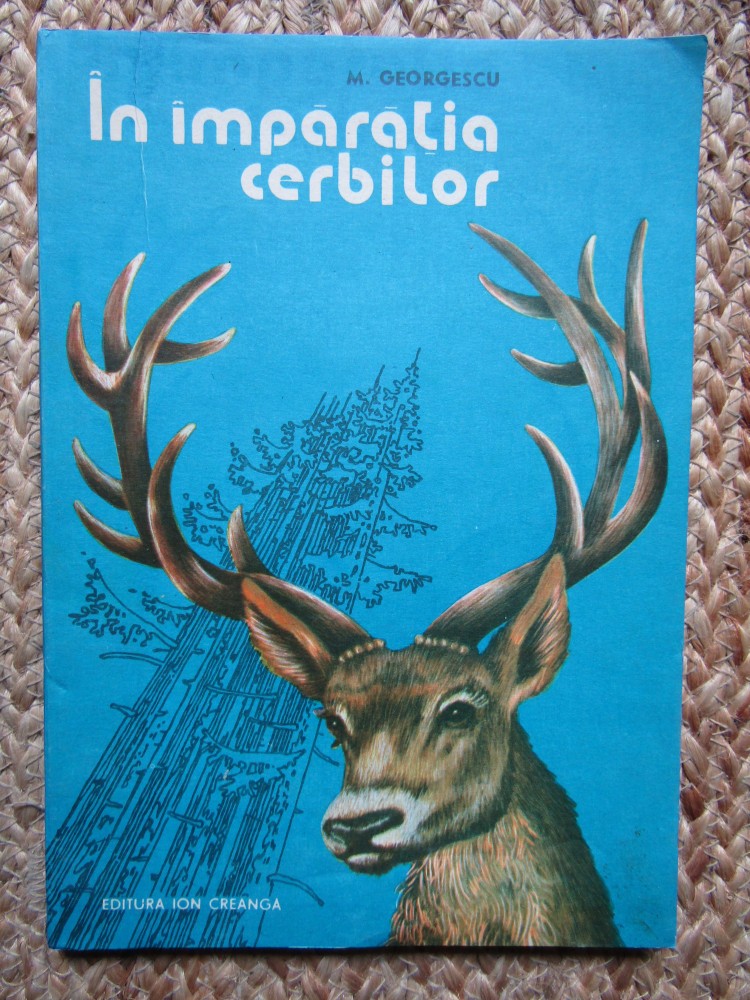 M. GEORGESCU
În împărăția
cerbilor
EDITURA ION CREANGA